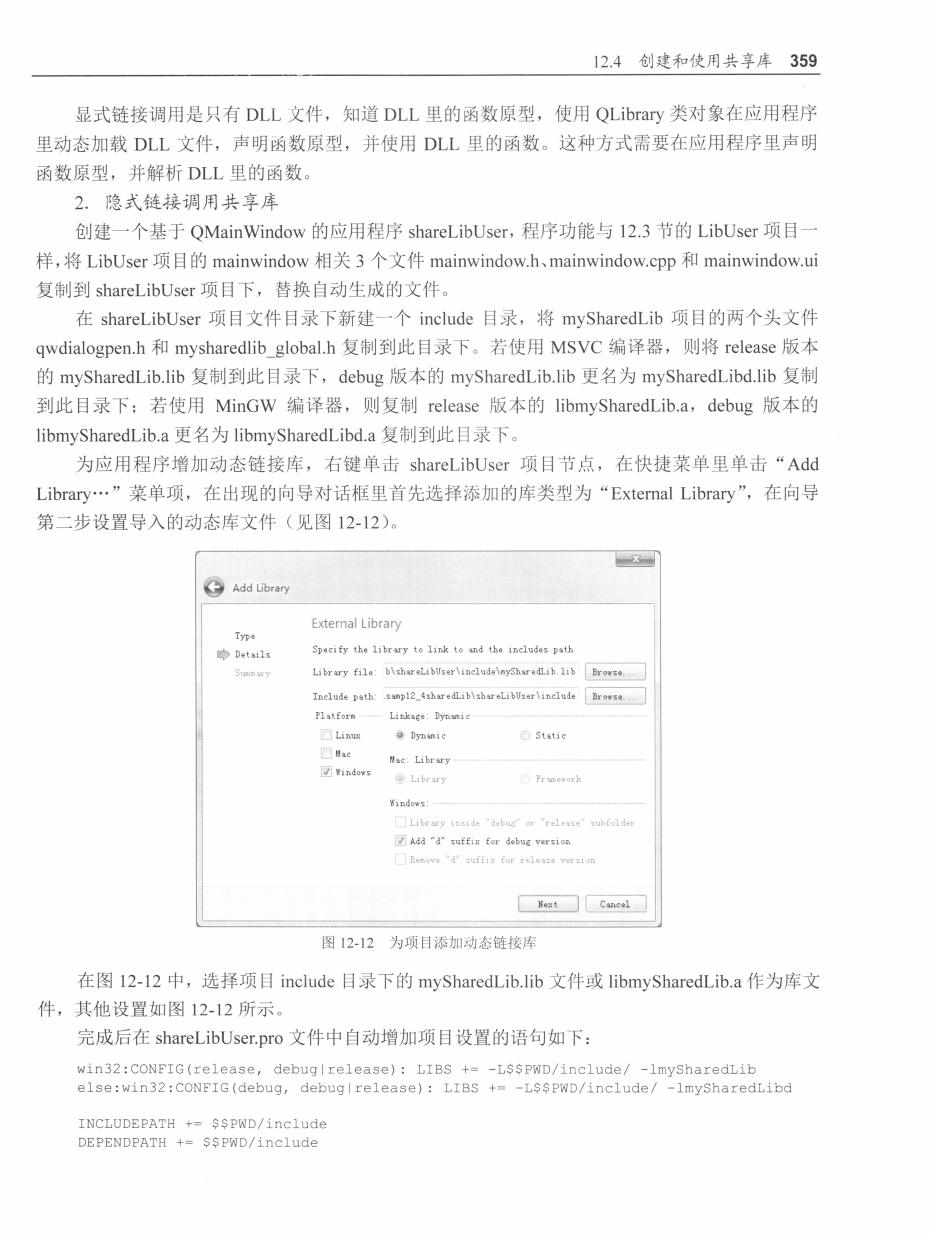 12.4 创建和使用共享库 359
显式链接调用是只有 DLL 文件，知道 DLL 里的函数原型，使用 QLibrary 类对象在应用程序
里动态加载 DLL 文件，声明函数原型，并使用 DLL 里的函数。这种方式需要在应用程序里声明
函数原型，并解析 DLL 里的函数。
2. 隐式链接调用共享库
创建一个基于 QMainWindow 的应用程序 shareLibUser，程序功能与 12.3 节的 LibUser 项目一
样，将 LibUser 项目的 mainwindow 相关 3 个文件 mainwindow.h、mainwindow.cpp 和 mainwindow.ui
复制到 shareLibUser 项目下，替换自动生成的文件。
在 shareLibUser 项目文件目录下新建一个 include 目录，将 mySharedLib 项目的两个头文件
qwdialogpen.h 和 mysharedlib_global.h 复制到此目录下。若使用 MSVC 编译器，则将 release 版本
的 mySharedLib.lib 复制到此目录下，debug 版本的 mySharedLib.lib 更名为 mySharedLibd.lib 复制
到此目录下；若使用 MinGW 编译器，则复制 release 版本的 libmySharedLib.a，debug 版本的
libmySharedLib.a 更名为 libmySharedLibd.a 复制到此目录下。
为应用程序增加动态链接库，右键单击 shareLibUser 项目节点，在快捷菜单里单击“Add
Library…”菜单项，在出现的向导对话框里首先选择添加的库类型为“External Library”，在向导
第二步设置导入的动态库文件（见图 12-12）。
Add Library
External Library
Type
Details
Summary
Specify the library to link to and the includes path
Library file: b\shareLibUser\include\mySharedLib.lib Browse...
Include path: .samp12_4sharedLib\shareLibUser\include Browse...
Platform
Linux
Mac
Windows
Linkage: Dynamic
Dynamic Static
Mac: Library
Library Framework
Windows:
Library inside "debug" or "release" subfolder
Add "d" suffix for debug version
Remove "d" suffix for release version
Next Cancel
图 12-12 为项目添加动态链接库
在图 12-12 中，选择项目 include 目录下的 mySharedLib.lib 文件或 libmySharedLib.a 作为库文
件，其他设置如图 12-12 所示。
完成后在 shareLibUser.pro 文件中自动增加项目设置的语句如下：
win32:CONFIG(release, debug|release): LIBS += -L$$PWD/include/ -lmySharedLib
else:win32:CONFIG(debug, debug|release): LIBS += -L$$PWD/include/ -lmySharedLibd
INCLUDEPATH += $$PWD/include
DEPENDPATH += $$PWD/include